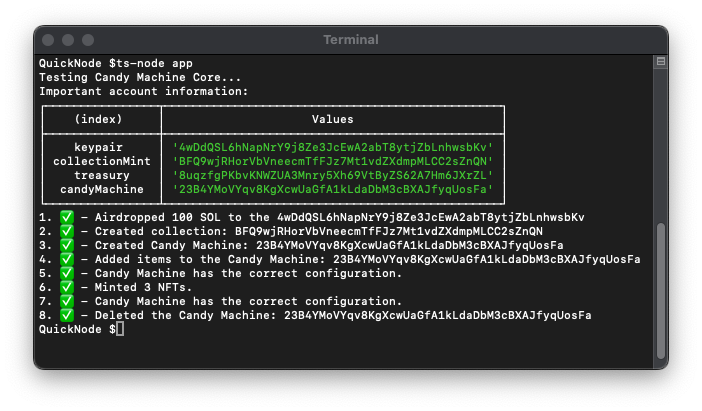 Terminal
QuickNode $ts-node app
Testing Candy Machine Core...
Important account information:
(index) Values
keypair '4wDdQSL6hNapNrY9j8Ze3JcEwA2abT8ytjZbLnhwsbKv'
collectionMint 'BFQ9wjRHorVbVneecmTfFJz7Mt1vdZXdmpMLCC2sZnQN'
treasury '8uqzfgPKbvKNWZUA3Mnry5Xh69VtByZS62A7Hm6JXrZL'
candyMachine '23B4YMoVYqv8KgXcwUaGfA1kLdaDbM3cBXAJfyqUosFa'
1. ✅ – Airdropped 100 SOL to the 4wDdQSL6hNapNrY9j8Ze3JcEwA2abT8ytjZbLnhwsbKv
2. ✅ – Created collection: BFQ9wjRHorVbVneecmTfFJz7Mt1vdZXdmpMLCC2sZnQN
3. ✅ – Created Candy Machine: 23B4YMoVYqv8KgXcwUaGfA1kLdaDbM3cBXAJfyqUosFa
4. ✅ – Added items to the Candy Machine: 23B4YMoVYqv8KgXcwUaGfA1kLdaDbM3cBXAJfyqUosFa
5. ✅ – Candy Machine has the correct configuration.
6. ✅ – Minted 3 NFTs.
7. ✅ – Candy Machine has the correct configuration.
8. ✅ – Deleted the Candy Machine: 23B4YMoVYqv8KgXcwUaGfA1kLdaDbM3cBXAJfyqUosFa
QuickNode $